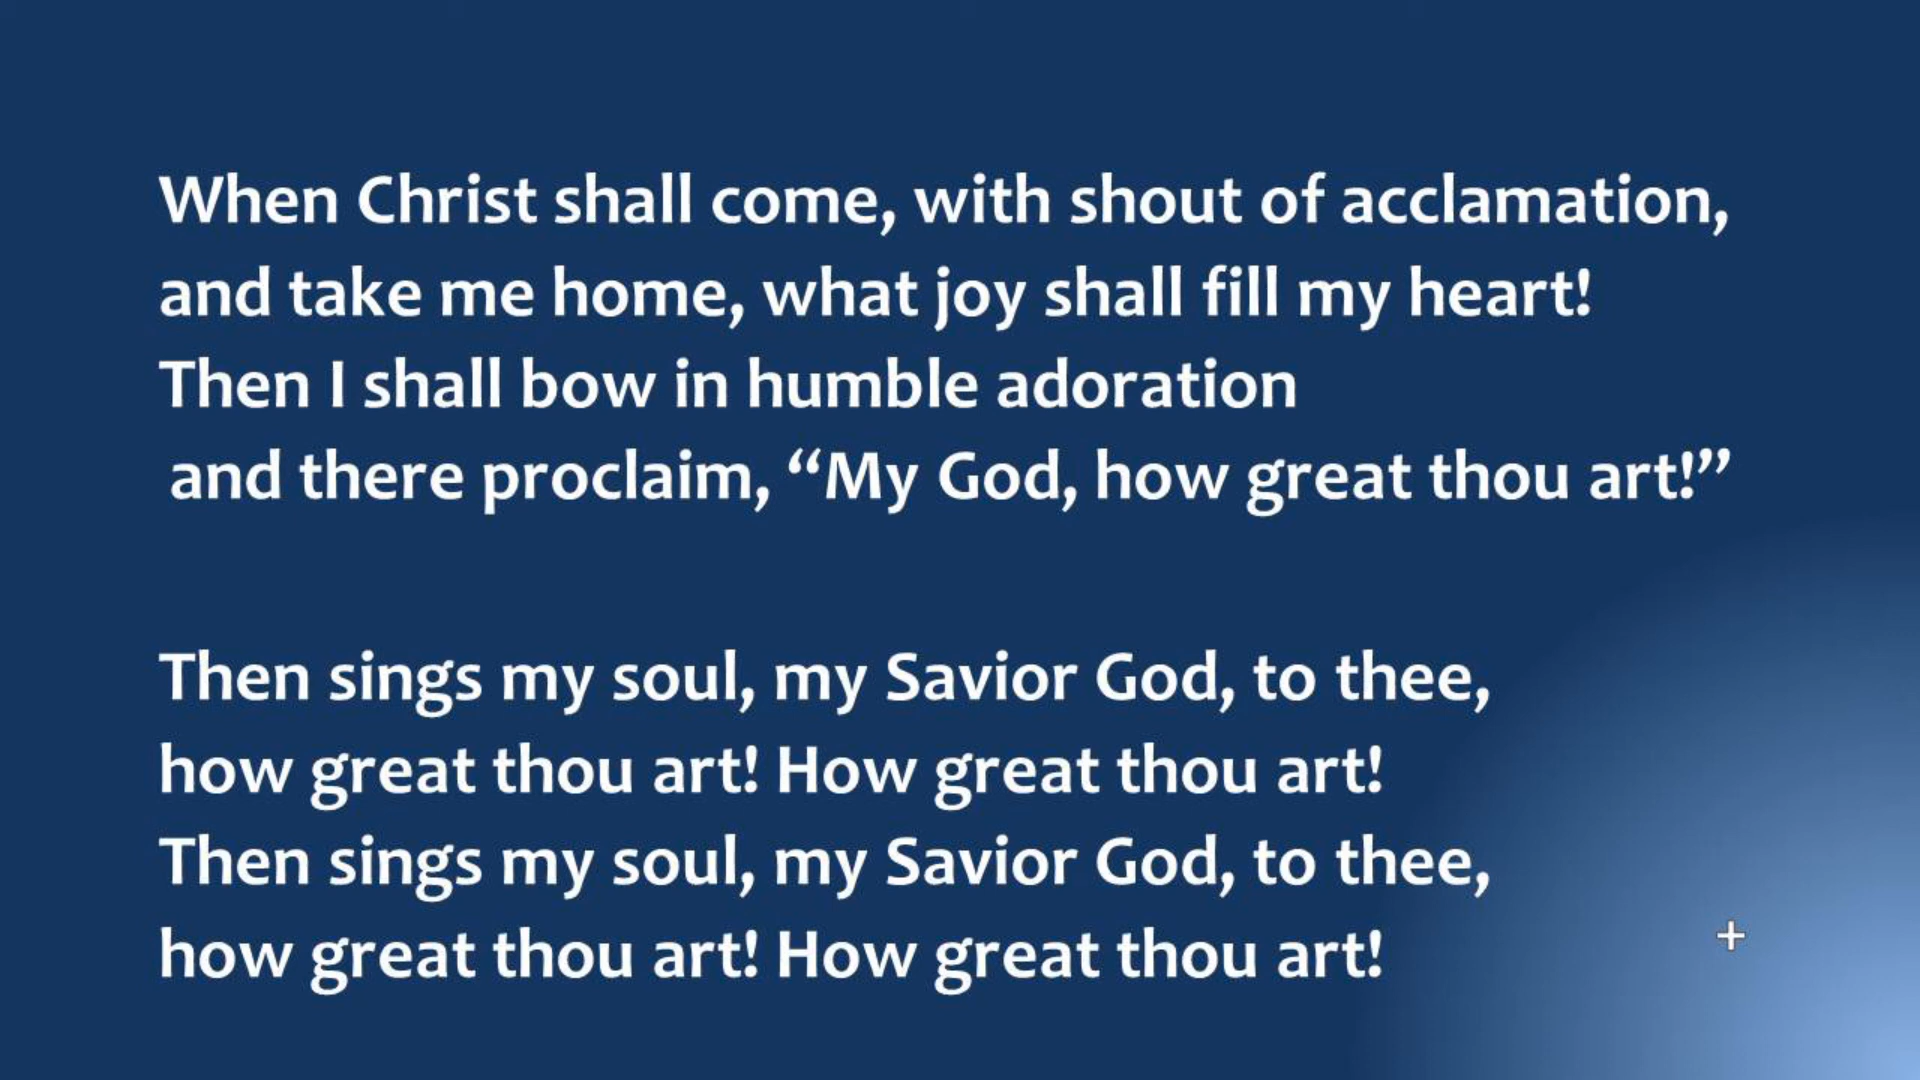 When Christ shall come, with shout of acclamation,
and take me home, what joy shall fill my heart!
Then I shall bow in humble adoration
and there proclaim, “My God, how great thou art!”
Then sings my soul, my Savior God, to thee,
how great thou art! How great thou art!
Then sings my soul, my Savior God, to thee,
how great thou art! How great thou art!